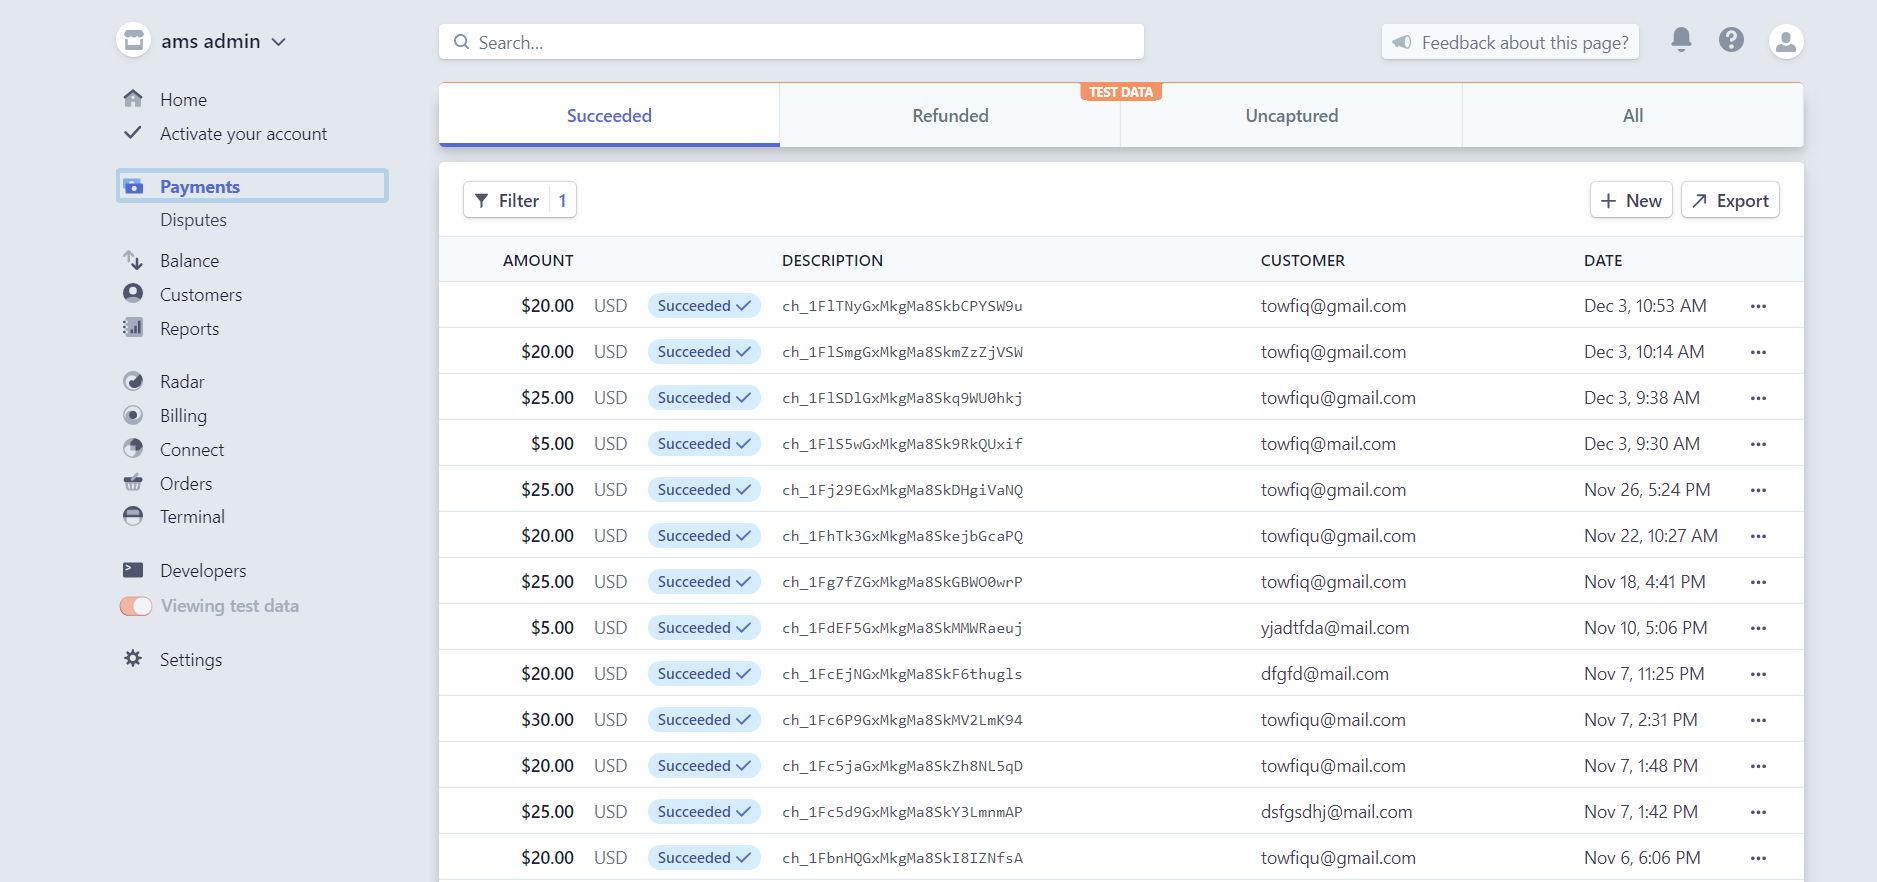 ams admin
Search...
Feedback about this page?
Home
Activate your account
Payments
Disputes
Balance
Customers
Reports
Radar
Billing
Connect
Orders
Terminal
Developers
Viewing test data
Settings
TEST DATA
Succeeded Refunded Uncaptured All
Filter 1 New Export
AMOUNT DESCRIPTION CUSTOMER DATE
$20.00 USD Succeeded ch_1FlTNyGxMkgMa8SkbCPYSW9u towfiq@gmail.com Dec 3, 10:53 AM
$20.00 USD Succeeded ch_1FlSmgGxMkgMa8SkmZzZjVSW towfiq@gmail.com Dec 3, 10:14 AM
$25.00 USD Succeeded ch_1FlSDlGxMkgMa8Skq9WU0hkj towfiqu@gmail.com Dec 3, 9:38 AM
$5.00 USD Succeeded ch_1FlS5wGxMkgMa8Sk9RkQUxif towfiq@mail.com Dec 3, 9:30 AM
$25.00 USD Succeeded ch_1Fj29EGxMkgMa8SkDHgiVaNQ towfiq@gmail.com Nov 26, 5:24 PM
$20.00 USD Succeeded ch_1FhTk3GxMkgMa8SkejbGcaPQ towfiqu@gmail.com Nov 22, 10:27 AM
$25.00 USD Succeeded ch_1Fg7fZGxMkgMa8SkGBWO0wrP towfiq@gmail.com Nov 18, 4:41 PM
$5.00 USD Succeeded ch_1FdEF5GxMkgMa8SkMMWRaeuj yjadtfda@mail.com Nov 10, 5:06 PM
$20.00 USD Succeeded ch_1FcEjNGxMkgMa8SkF6thugls dfgfd@mail.com Nov 7, 11:25 PM
$30.00 USD Succeeded ch_1Fc6P9GxMkgMa8SkMV2LmK94 towfiqu@mail.com Nov 7, 2:31 PM
$20.00 USD Succeeded ch_1Fc5jaGxMkgMa8SkZh8NL5qD towfiqu@mail.com Nov 7, 1:48 PM
$25.00 USD Succeeded ch_1Fc5d9GxMkgMa8SkY3LmnmAP dsfgsdhj@mail.com Nov 7, 1:42 PM
$20.00 USD Succeeded ch_1FbnHQGxMkgMa8SkI8IZNfsA towfiqu@gmail.com Nov 6, 6:06 PM